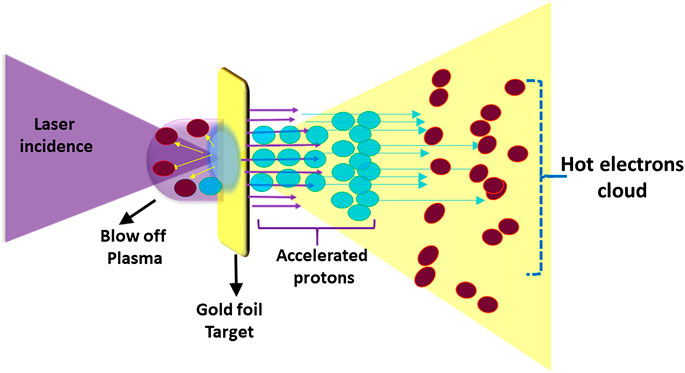 Laser
incidence
Blow off
Plasma
Gold foil
Target
Accelerated
protons
Hot electrons
cloud